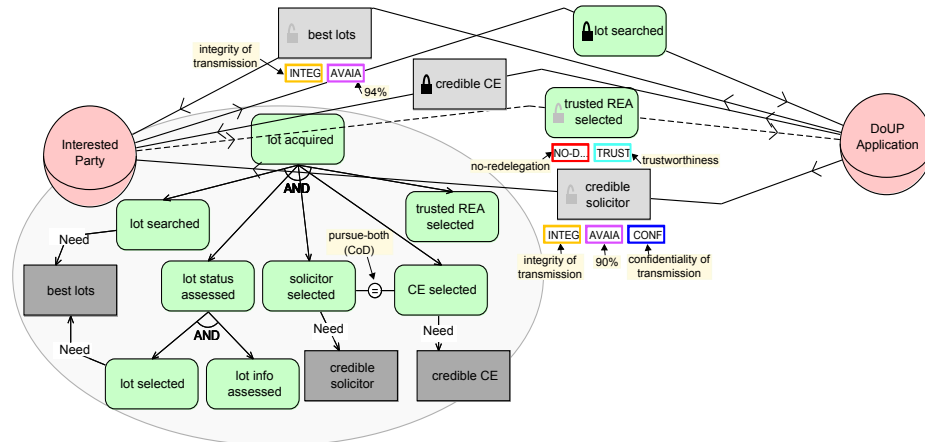 best lots
lot searched
integrity of
transmission
INTEG
AVAIA
94%
credible CE
trusted REA
selected
Interested
Party
DoUP
Application
lot acquired
no-redelegation
NO-D...
TRUST
trustworthiness
AND
credible
solicitor
trusted REA
selected
lot searched
Need
pursue-both
(CoD)
INTEG
AVAIA
CONF
integrity of
transmission
90%
confidentiality of
transmission
best lots
lot status
assessed
solicitor
selected
=
CE selected
AND
Need
Need
Need
lot selected
lot info
assessed
credible
solicitor
credible CE